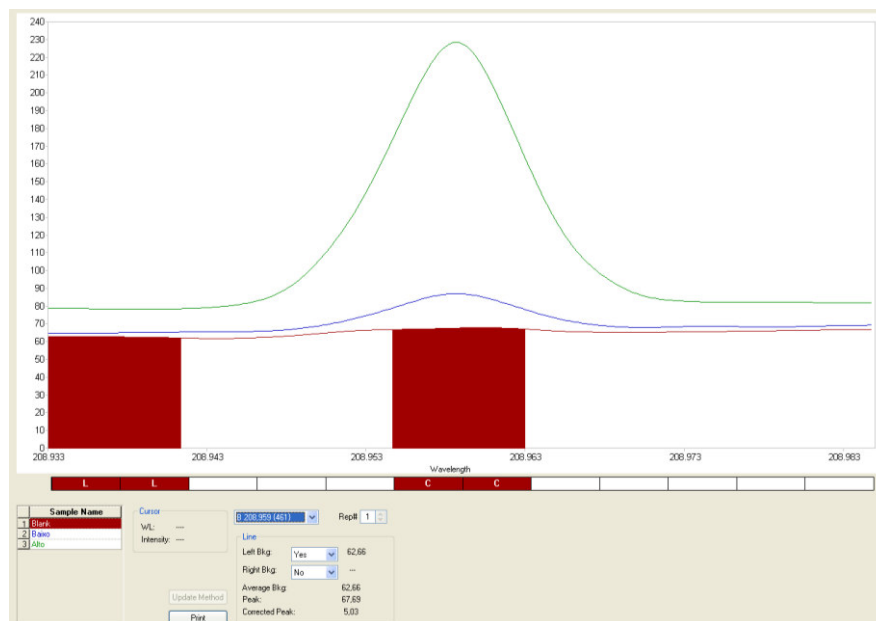 240
230
220
210
200
190
180
170
160
150
140
130
120
110
100
90
80
70
60
50
40
30
20
10
0
208.933 208.943 208.953 208.963 208.973 208.983
Wavelength
L L C C
Sample Name
1 Blank
2 Baixo
3 Alto
Cursor
WL: ---
Intensity: ---
Update Method
Print
B 208.959 (461) Rep# 1
Line
Left Bkg: Yes 62,66
Right Bkg: No ---
Average Bkg: 62,66
Peak: 67,69
Corrected Peak: 5,03